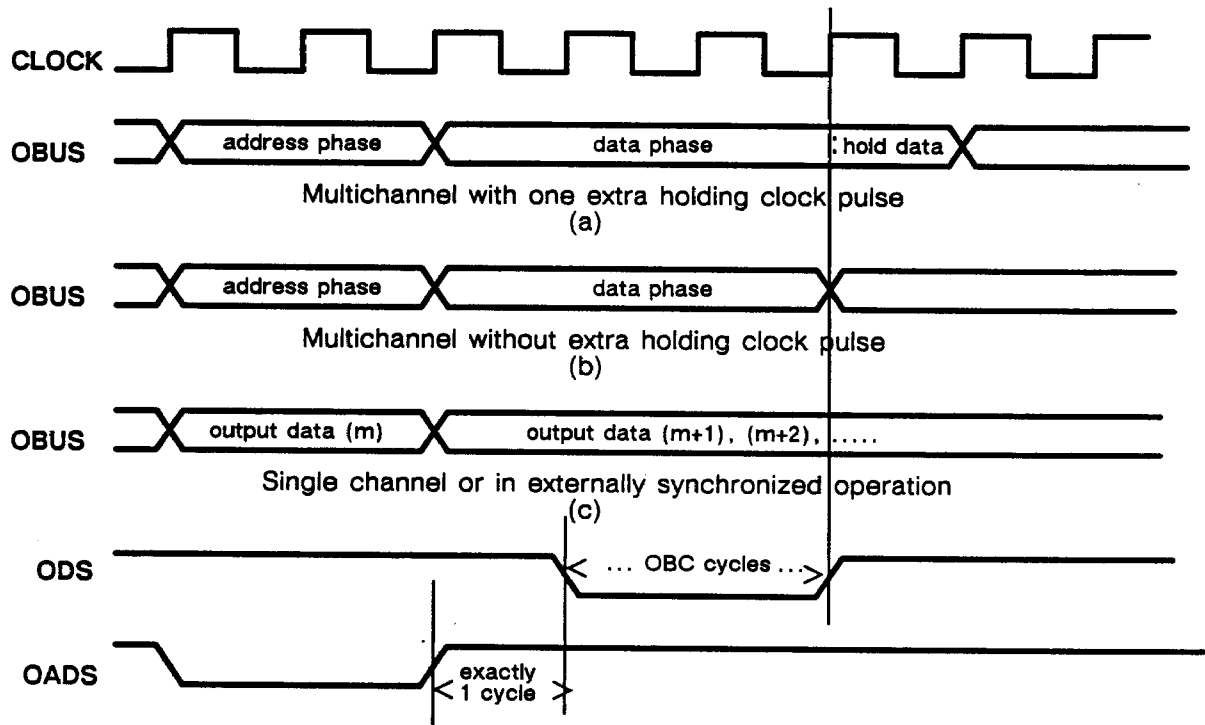 CLOCK
OBUS address phase data phase hold data
Multichannel with one extra holding clock pulse
(a)
OBUS address phase data phase
Multichannel without extra holding clock pulse
(b)
OBUS output data (m) output data (m+1), (m+2), .....
Single channel or in externally synchronized operation
(c)
ODS ... OBC cycles ...
OADS exactly
1 cycle